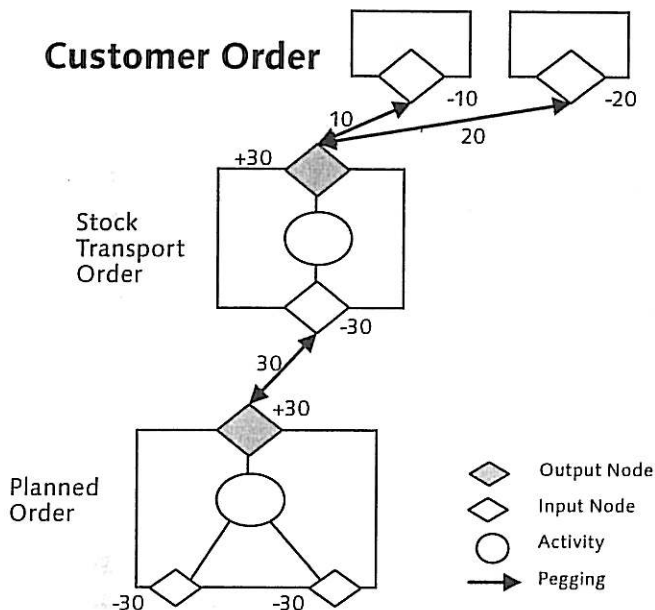 Customer Order
-10
-20
10
20
+30
Stock
Transport
Order
-30
30
+30
Planned
Order
-30
-30
Output Node
Input Node
Activity
Pegging